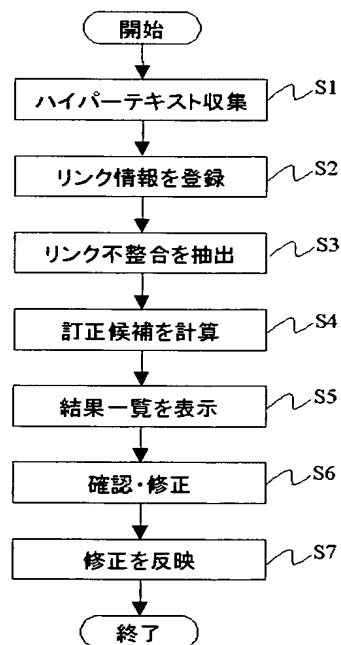 開始
ハイパーテキスト収集 S1
リンク情報を登録 S2
リンク不整合を抽出 S3
訂正候補を計算 S4
結果一覧を表示 S5
確認・修正 S6
修正を反映 S7
終了